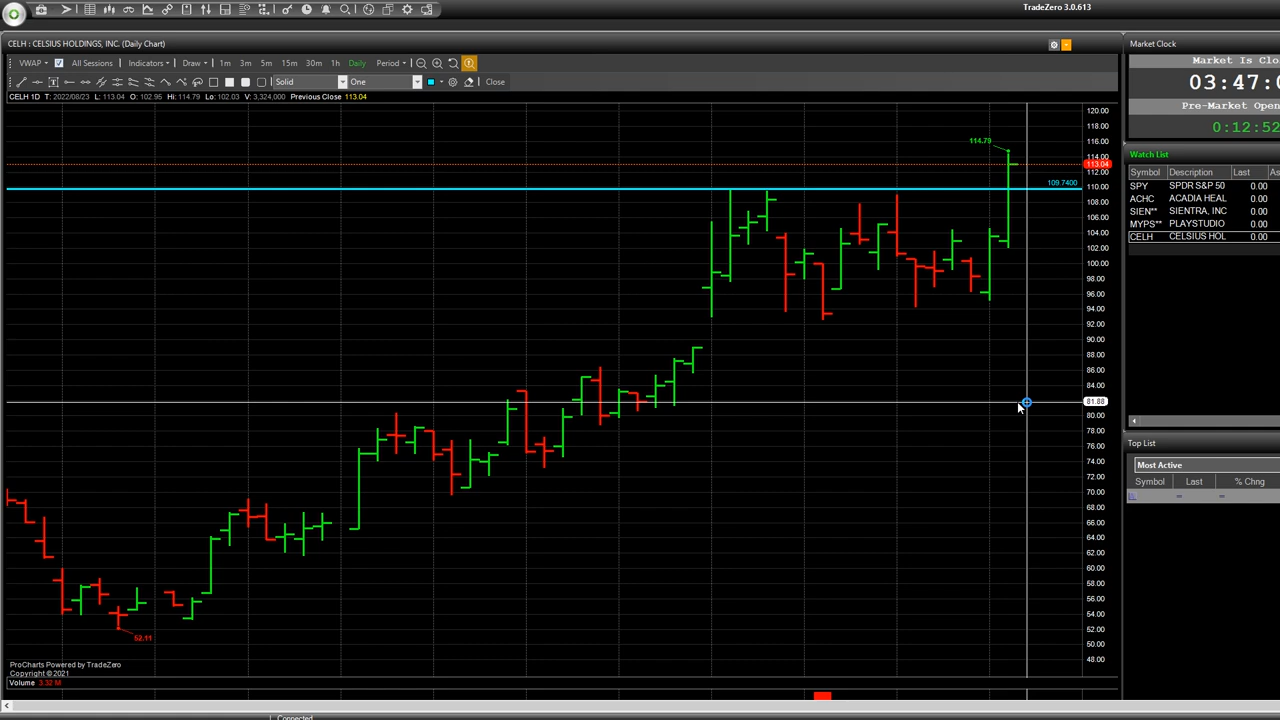 TradeZero 3.0.613
CELH : CELSIUS HOLDINGS, INC. (Daily Chart)
VWAP All Sessions Indicators Draw 1m 3m 5m 15m 30m 1h Daily Period
Solid One Close
CELH 1D T: 2022/08/23 L: 113.04 O: 102.95 Hi: 114.79 Lo: 102.03 V: 3,324,000 Previous Close 113.04
120.00
118.00
116.00
114.79
114.00
113.04
112.00
109.7400
110.00
108.00
106.00
104.00
102.00
100.00
98.00
96.00
94.00
92.00
90.00
88.00
86.00
84.00
81.88
80.00
78.00
76.00
74.00
72.00
70.00
68.00
66.00
64.00
62.00
60.00
58.00
56.00
54.00
52.00
52.11
50.00
48.00
ProCharts Powered by TradeZero
Copyright © 2021
Volume 3.32 M
Connected
Market Clock
Market Is Clo
03:47:0
Pre-Market Open
0:12:52
Watch List
Symbol Description Last As
SPY SPDR S&P 50 0.00
ACHC ACADIA HEAL 0.00
SIEN** SIENTRA, INC 0.00
MYPS** PLAYSTUDIO 0.00
CELH CELSIUS HOL 0.00
Top List
Most Active
Symbol Last % Chng